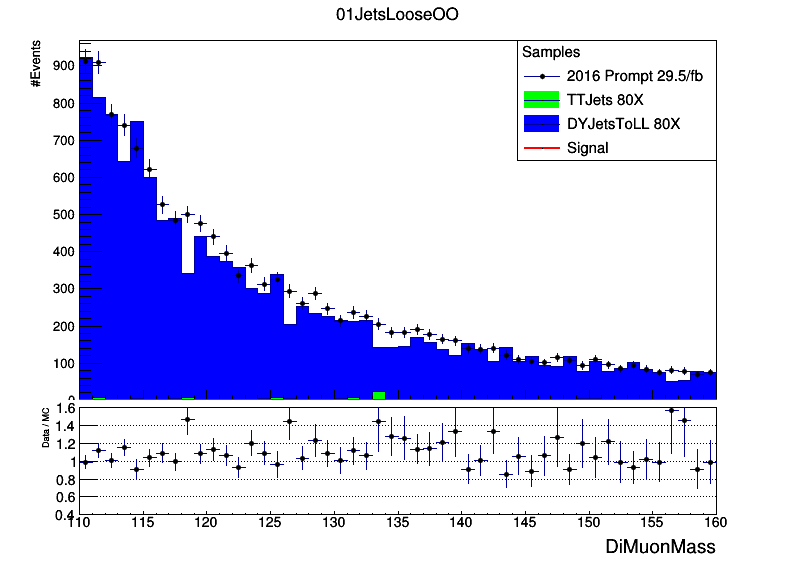 01JetsLooseOO
#Events
Samples
2016 Prompt 29.5/fb
TTJets 80X
DYJetsToLL 80X
Signal
900
800
700
600
500
400
300
200
100
0
Data / MC
1.6
1.4
1.2
1
0.8
0.6
0.4
110 115 120 125 130 135 140 145 150 155 160
DiMuonMass